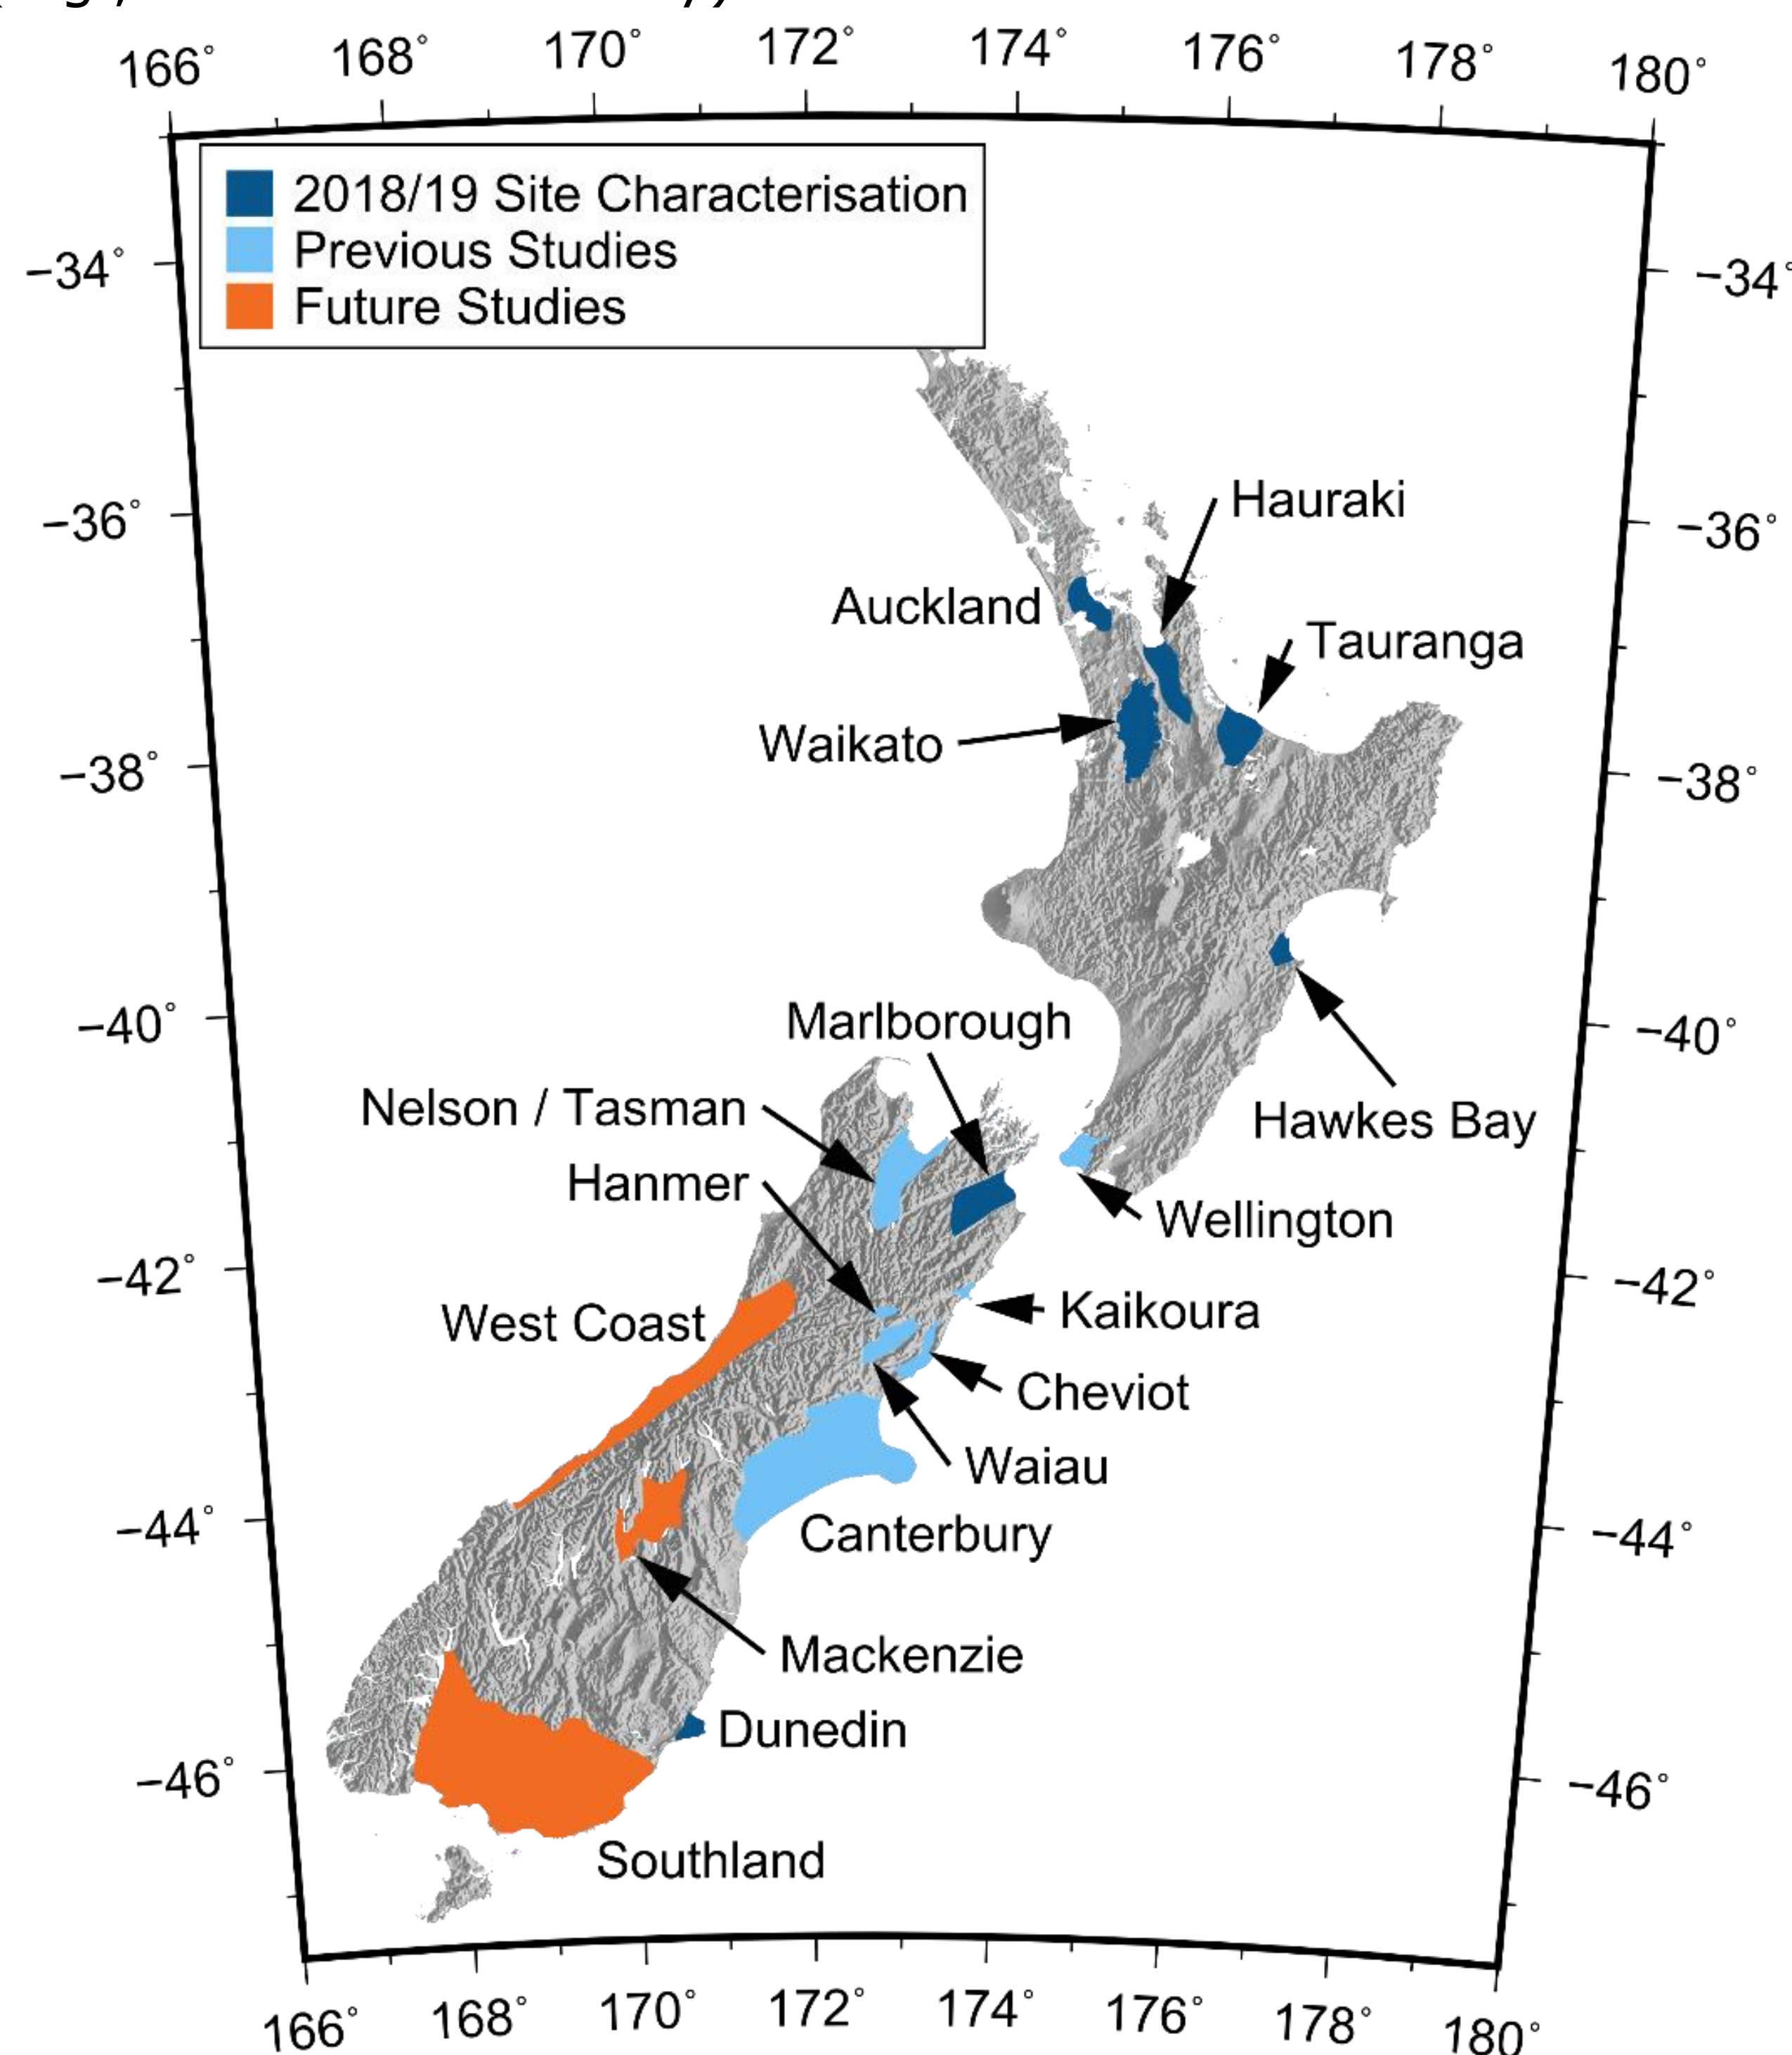 166° 168° 170° 172° 174° 176° 178° 180°
2018/19 Site Characterisation
Previous Studies
Future Studies
−34° −34°
−36° −36°
Hauraki
Auckland
Tauranga
Waikato
−38° −38°
−40° −40°
Marlborough
Nelson / Tasman
Hawkes Bay
Hanmer
Wellington
−42° −42°
Kaikoura
West Coast
Cheviot
Waiau
−44° −44°
Canterbury
Mackenzie
Dunedin
−46° −46°
Southland
166° 168° 170° 172° 174° 176° 178° 180°